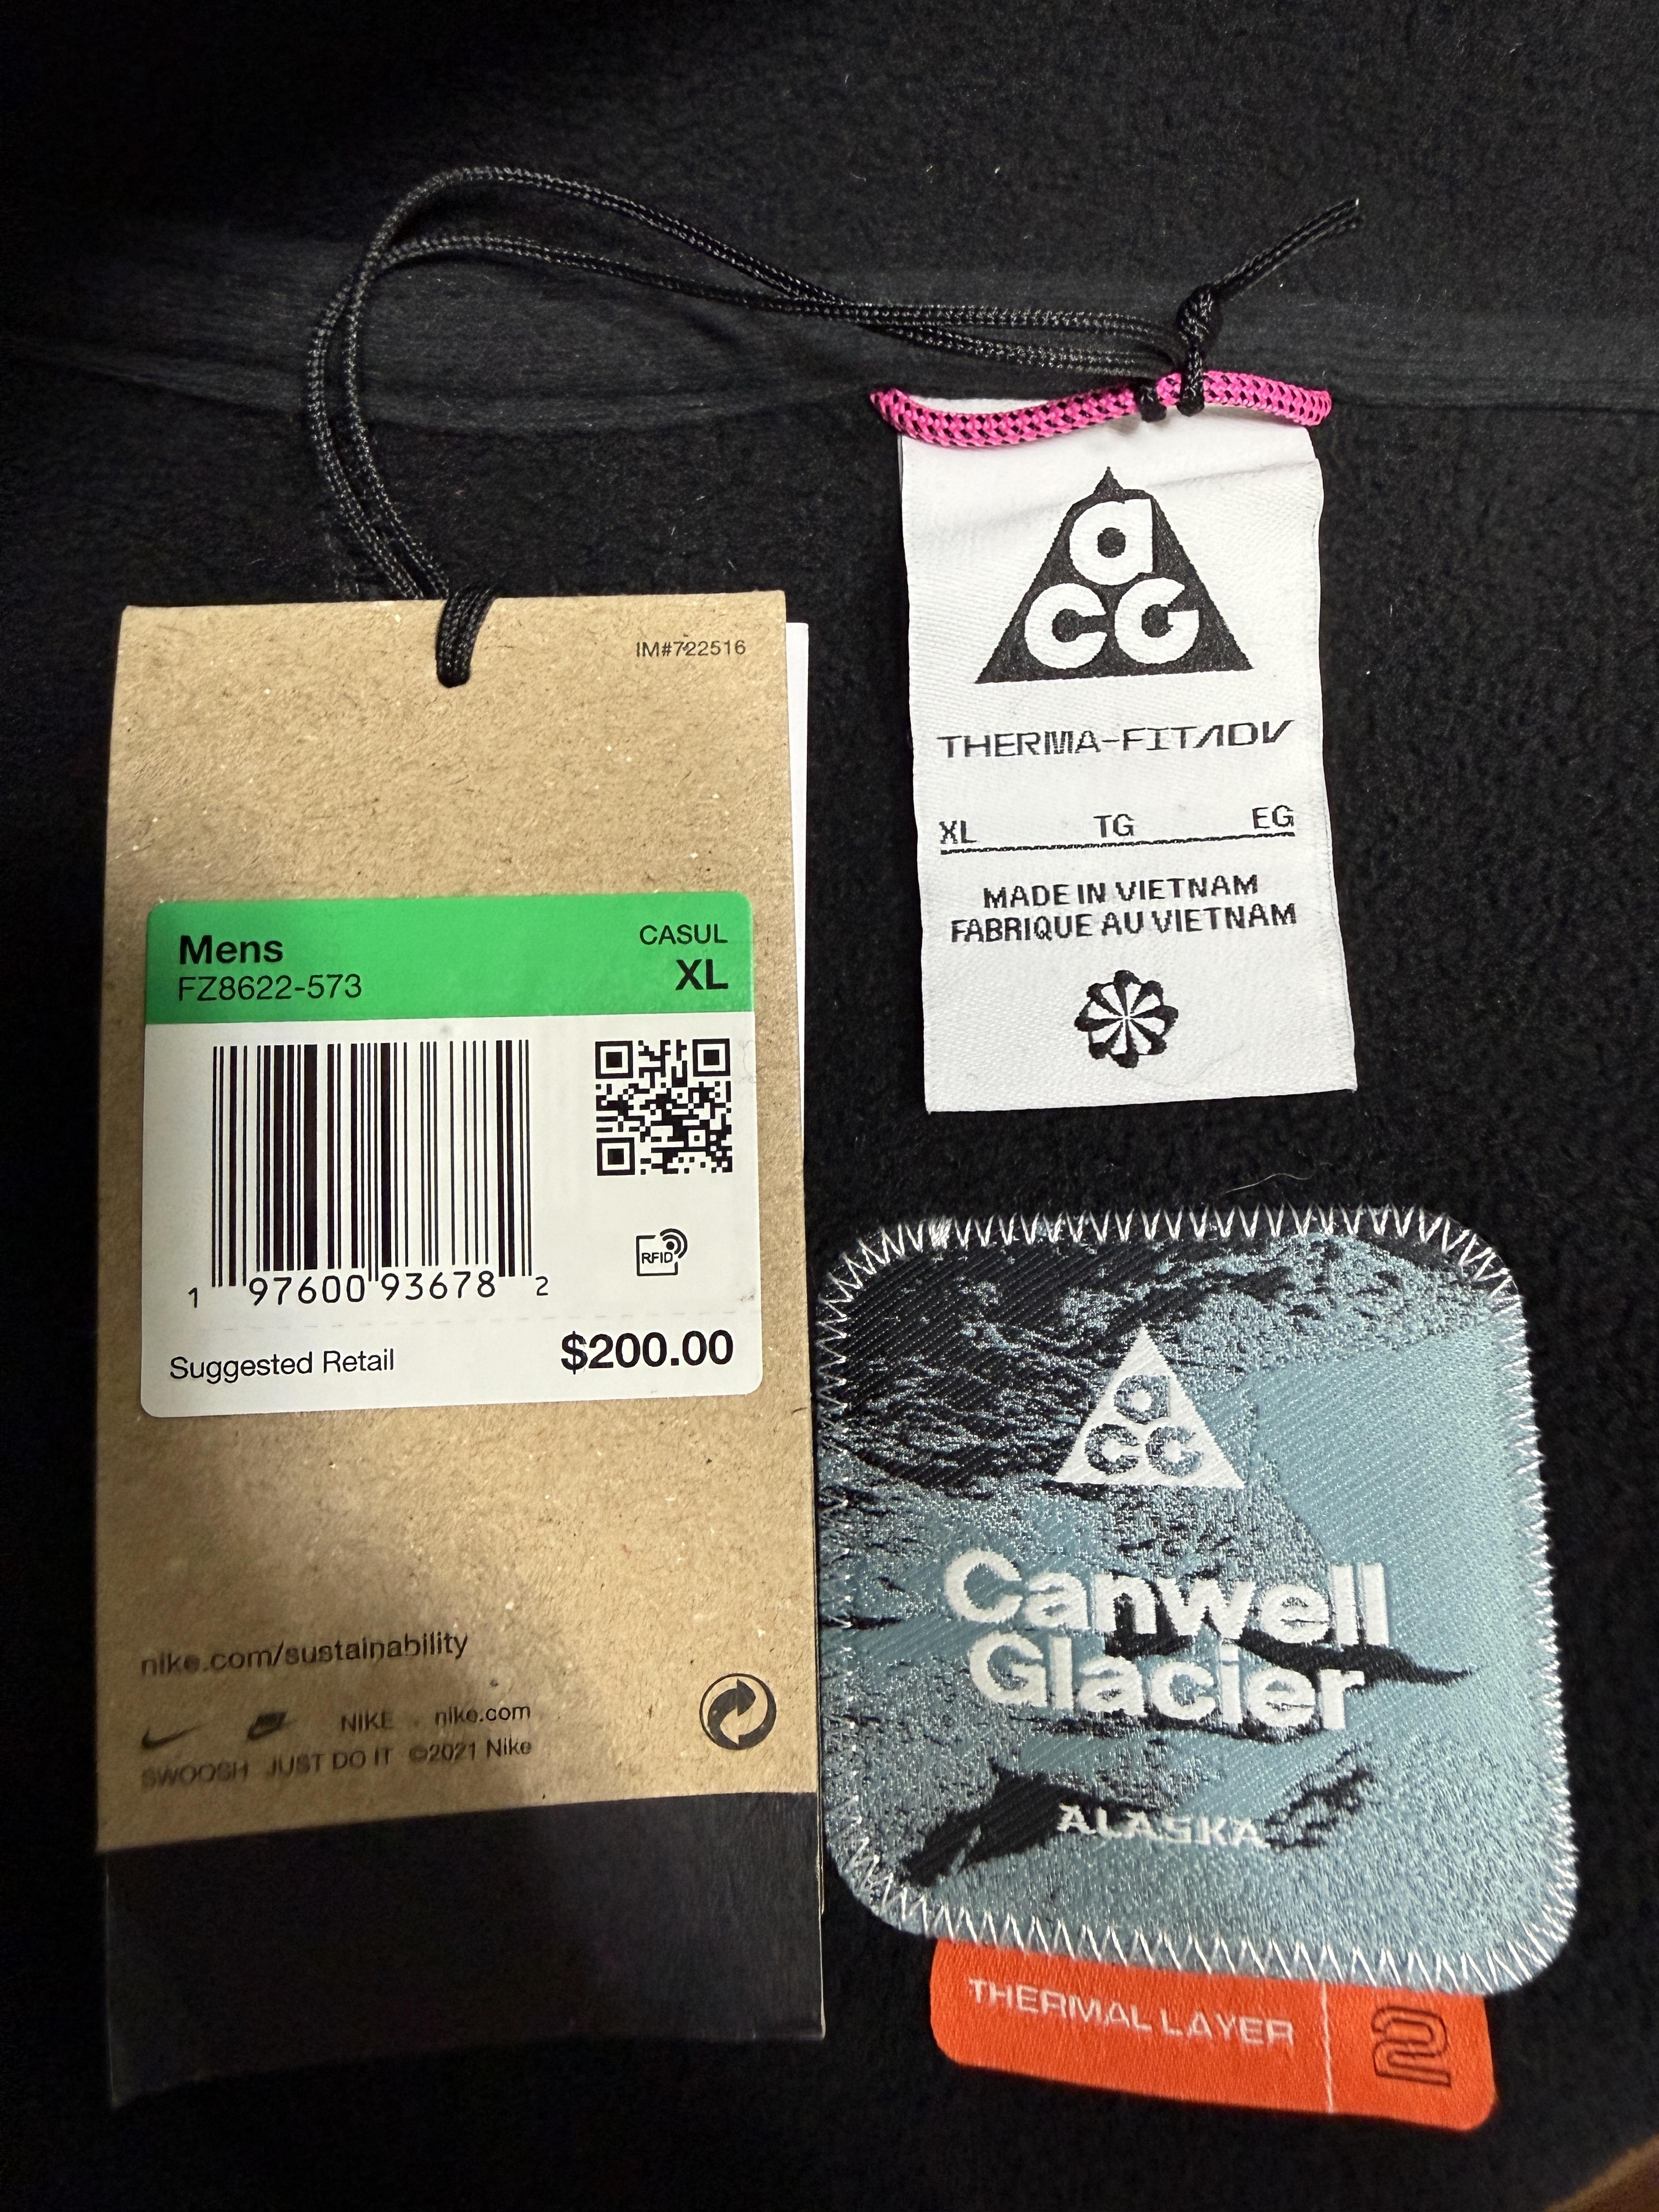 IM#722516
Mens
CASUL
FZ8622-573
XL
RFID
1 97600 93678 2
Suggested Retail
$200.00
nike.com/sustainability
NIKE nike.com
SWOOSH JUST DO IT ©2021 Nike
aCG
THERMA-FIT ADV
XL TG EG
MADE IN VIETNAM
FABRIQUE AU VIETNAM
aCG
Canwell
Glacier
ALASKA
THERMAL LAYER 2